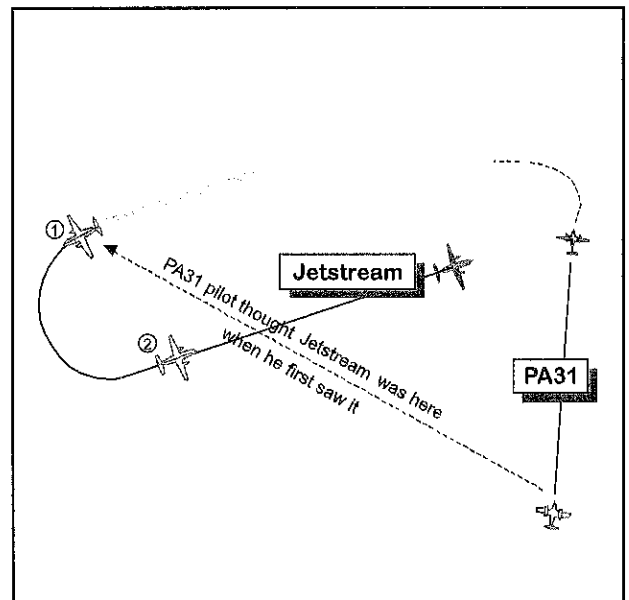 ①
Jetstream
②
PA31 pilot thought Jetstream was here
when he first saw it
PA31